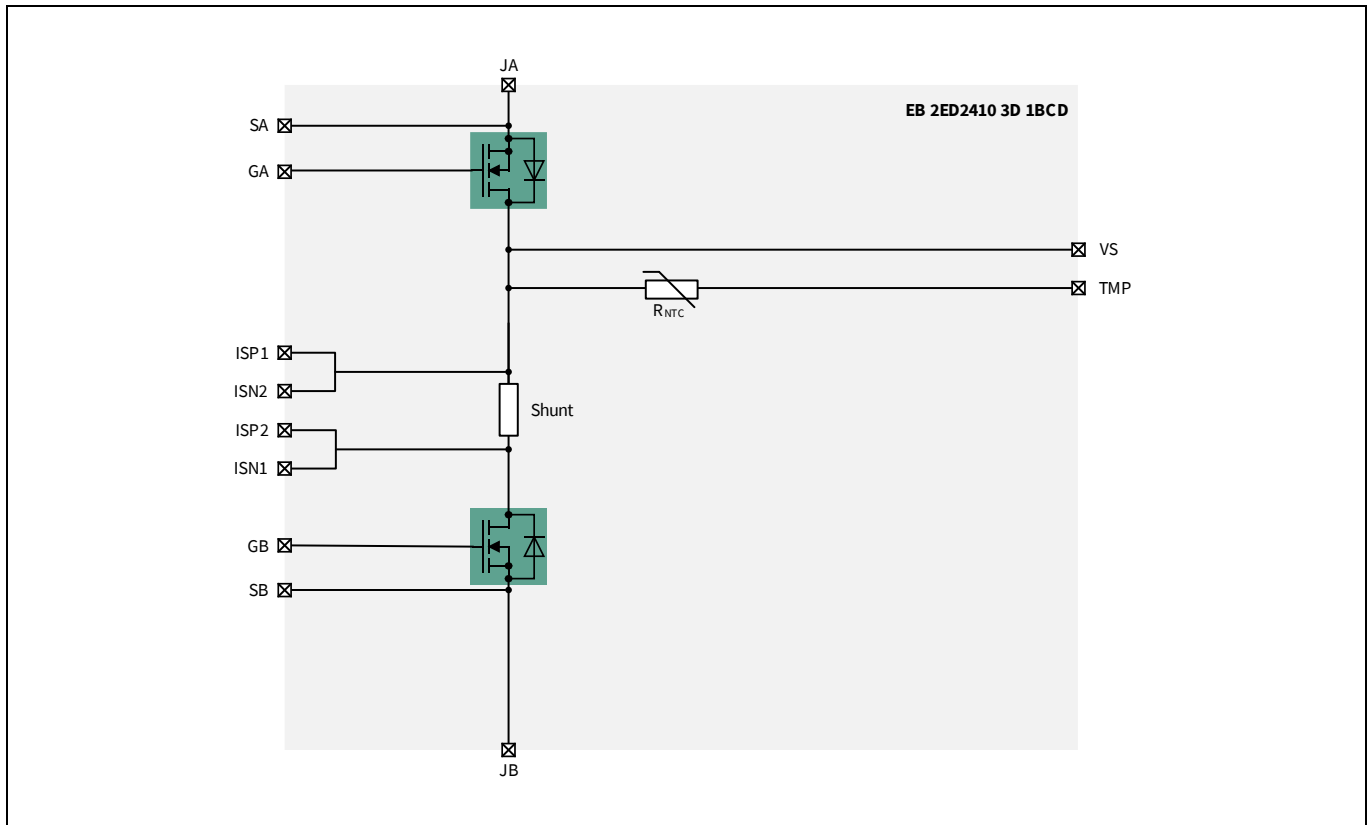 JA
EB 2ED2410 3D 1BCD
SA
GA
VS
TMP
RNTC
ISP1
ISN2
Shunt
ISP2
ISN1
GB
SB
JB